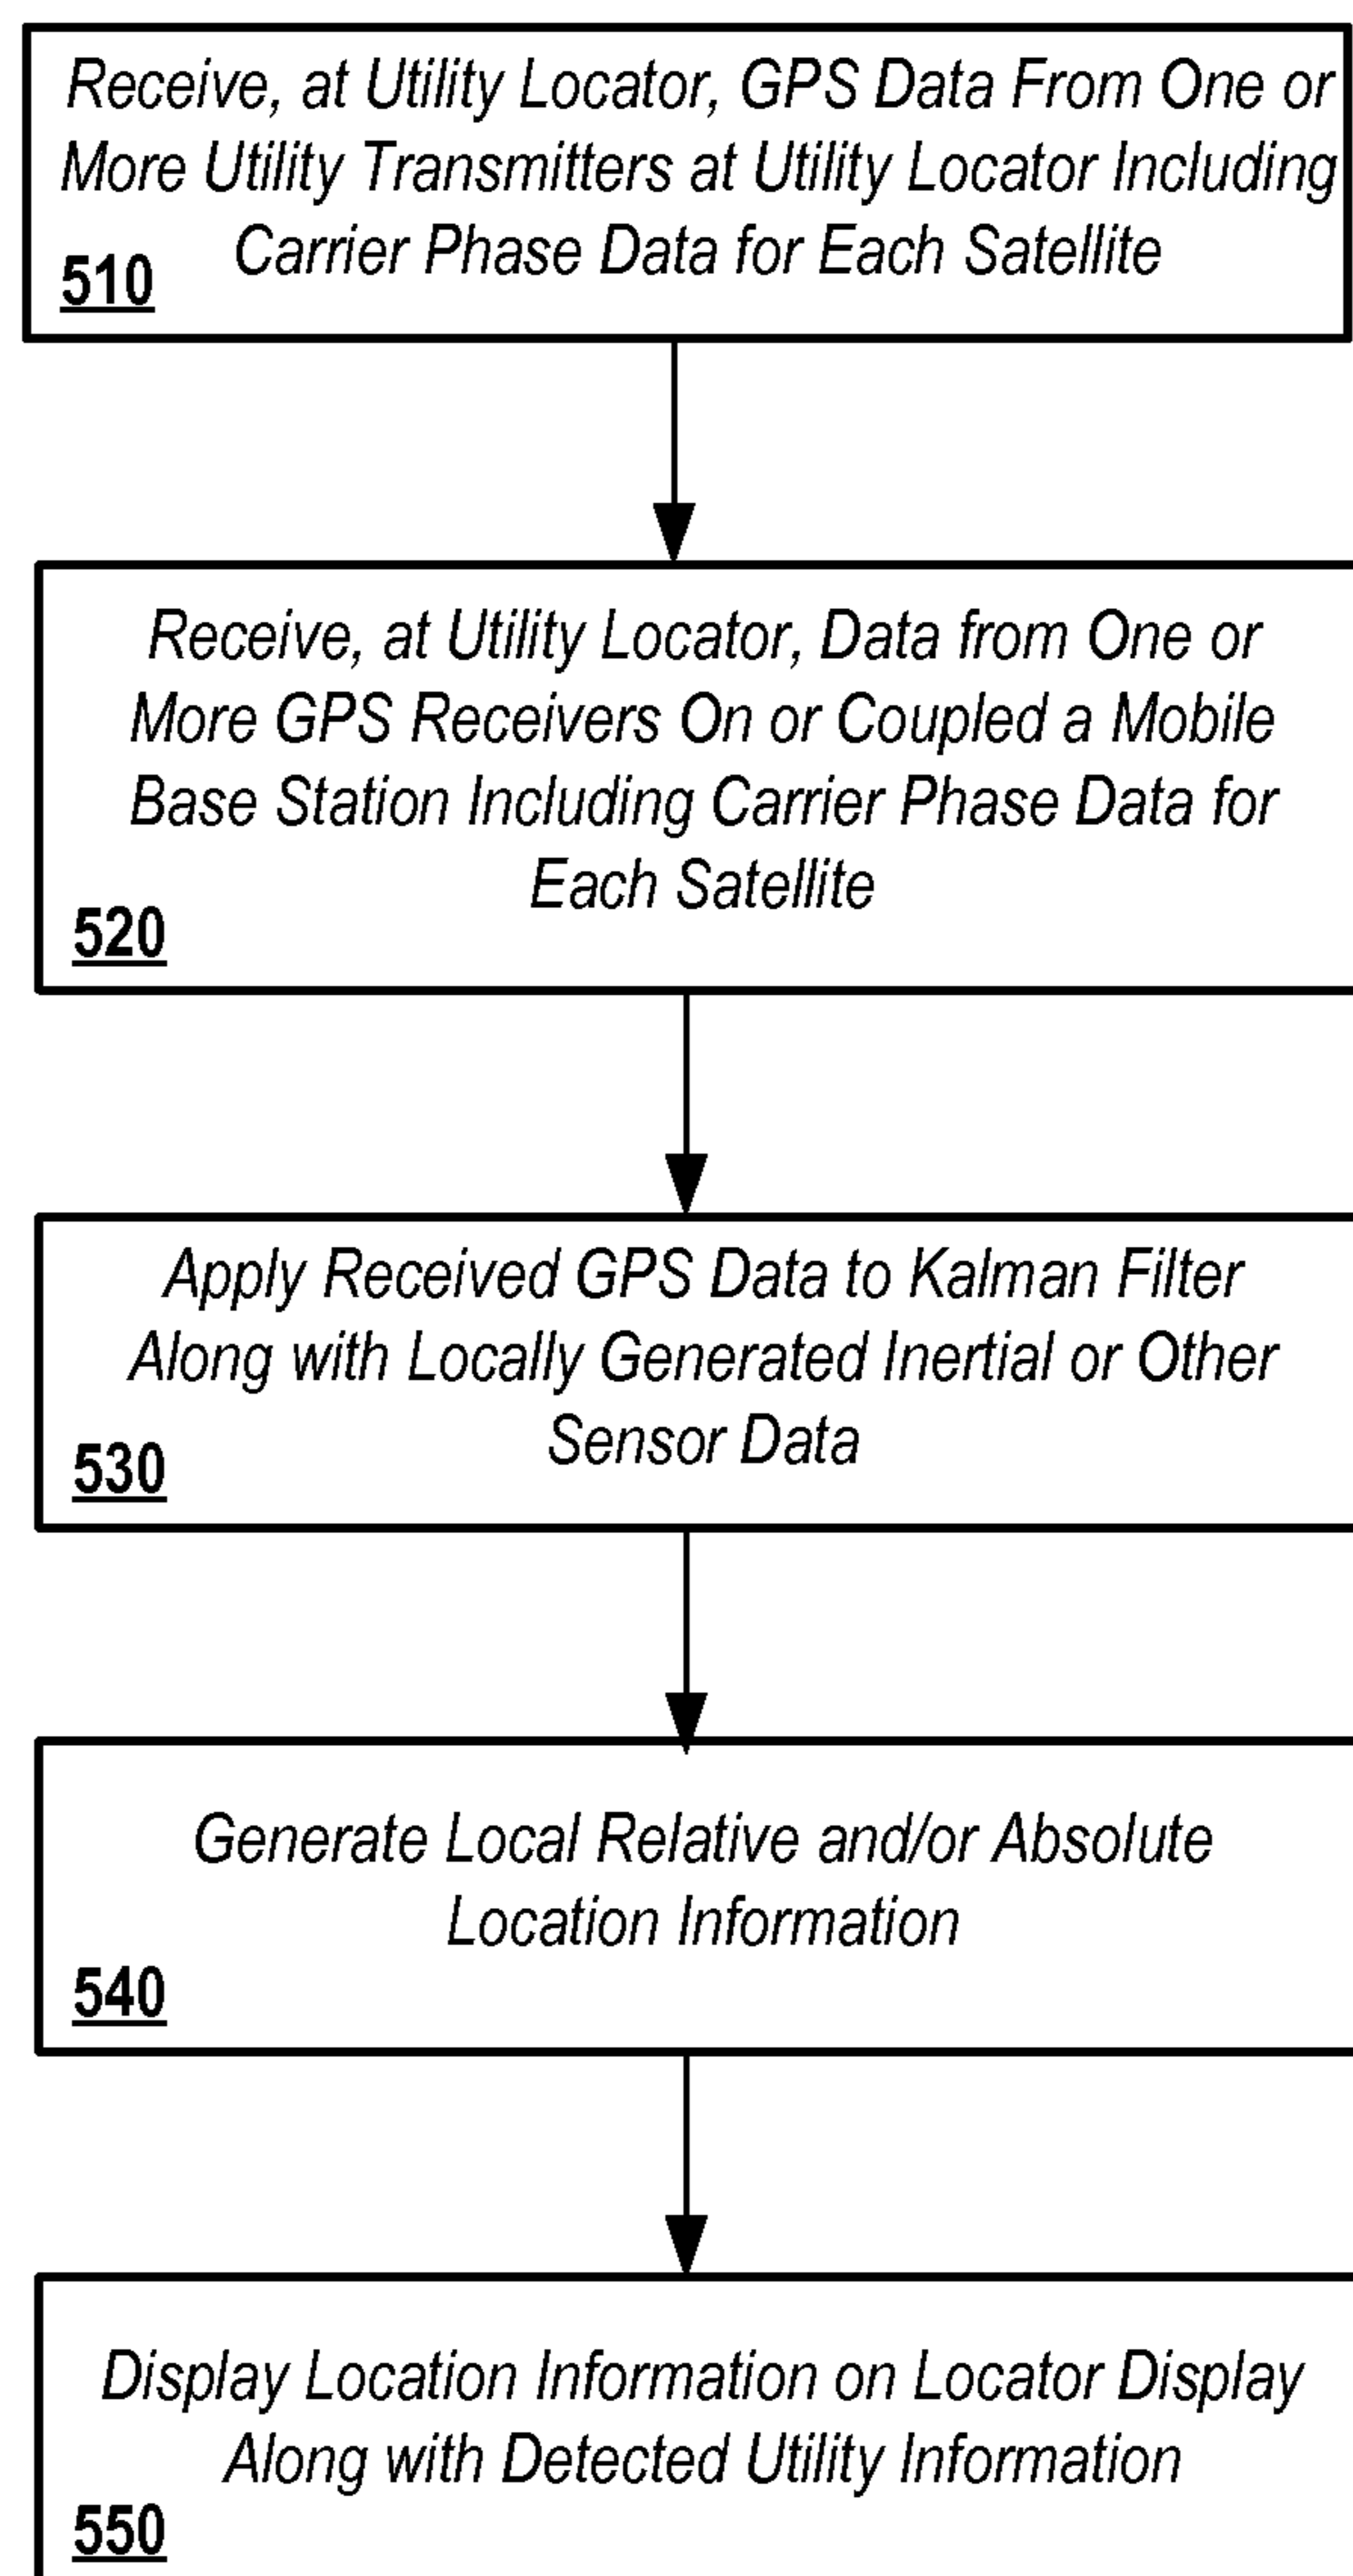 Receive, at Utility Locator, GPS Data From One or
More Utility Transmitters at Utility Locator Including
Carrier Phase Data for Each Satellite
510
Receive, at Utility Locator, Data from One or
More GPS Receivers On or Coupled a Mobile
Base Station Including Carrier Phase Data for
Each Satellite
520
Apply Received GPS Data to Kalman Filter
Along with Locally Generated Inertial or Other
Sensor Data
530
Generate Local Relative and/or Absolute
Location Information
540
Display Location Information on Locator Display
Along with Detected Utility Information
550